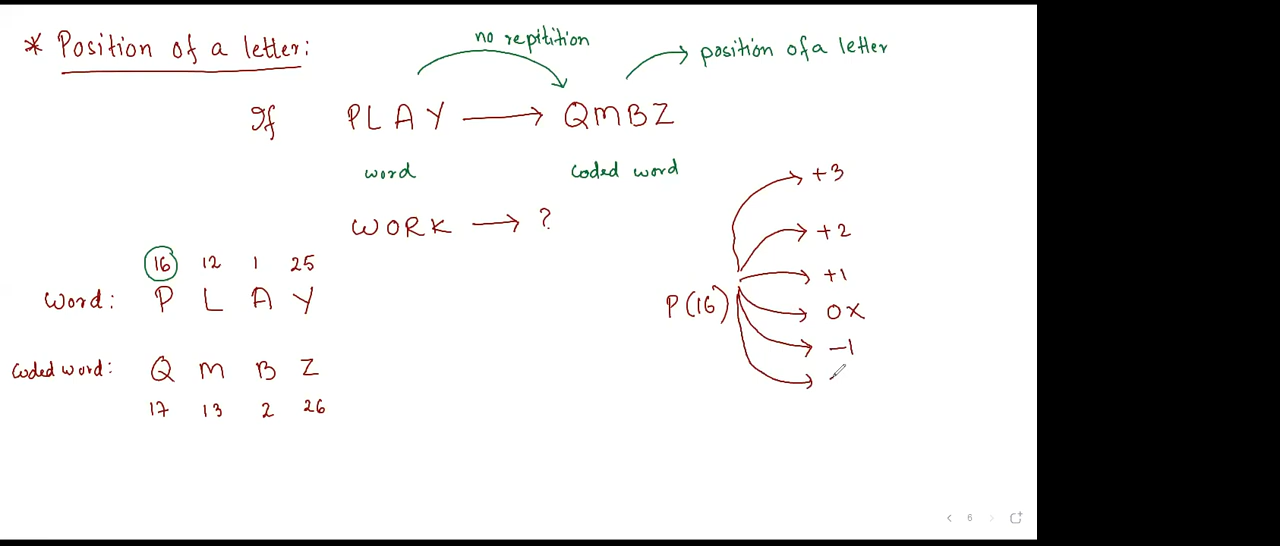 * Position of a letter:
no repitition
position of a letter
If PLAY → QMBZ
word coded word
WORK → ?
16 12 1 25
Word: P L A Y
Coded word: Q M B Z
17 13 2 26
P(16)
+3
+2
+1
0 ×
-1
< 6 >